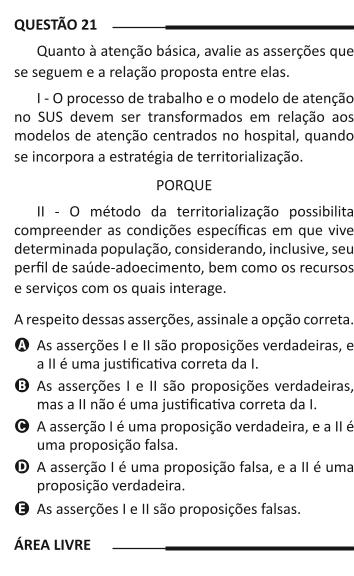 QUESTÃO 21
Quanto à atenção básica, avalie as asserções que
se seguem e a relação proposta entre elas.
I - O processo de trabalho e o modelo de atenção
no SUS devem ser transformados em relação aos
modelos de atenção centrados no hospital, quando
se incorpora a estratégia de territorialização.
PORQUE
II - O método da territorialização possibilita
compreender as condições específicas em que vive
determinada população, considerando, inclusive, seu
perfil de saúde-adoecimento, bem como os recursos
e serviços com os quais interage.
A respeito dessas asserções, assinale a opção correta.
A As asserções I e II são proposições verdadeiras, e
a II é uma justificativa correta da I.
B As asserções I e II são proposições verdadeiras,
mas a II não é uma justificativa correta da I.
C A asserção I é uma proposição verdadeira, e a II é
uma proposição falsa.
D A asserção I é uma proposição falsa, e a II é uma
proposição verdadeira.
E As asserções I e II são proposições falsas.
ÁREA LIVRE